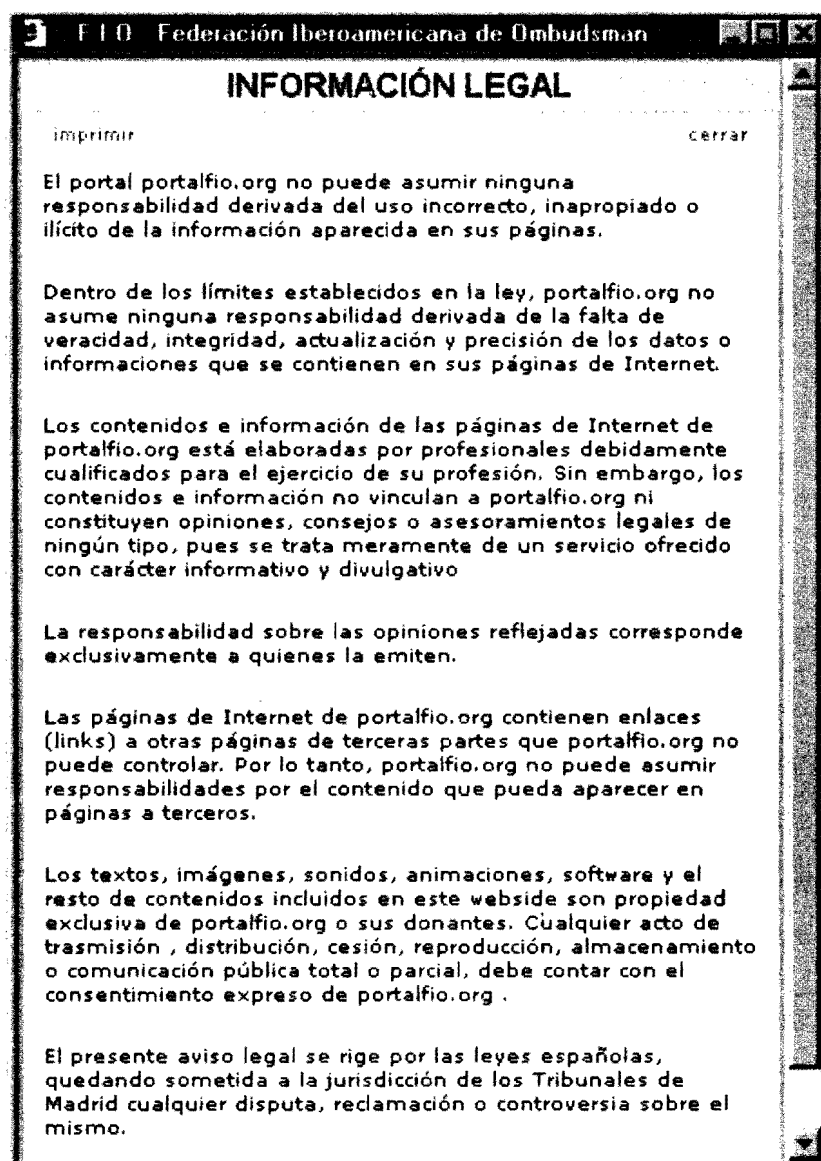 F I O Federación Iberoamericana de Ombudsman
INFORMACIÓN LEGAL
imprimir cerrar
El portal portalfio.org no puede asumir ninguna
responsabilidad derivada del uso incorrecto, inapropiado o
ilícito de la información aparecida en sus páginas.
Dentro de los límites establecidos en la ley, portalfio.org no
asume ninguna responsabilidad derivada de la falta de
veracidad, integridad, actualización y precisión de los datos o
informaciones que se contienen en sus páginas de Internet.
Los contenidos e información de las páginas de Internet de
portalfio.org está elaboradas por profesionales debidamente
cualificados para el ejercicio de su profesión. Sin embargo, los
contenidos e información no vinculan a portalfio.org ni
constituyen opiniones, consejos o asesoramientos legales de
ningún tipo, pues se trata meramente de un servicio ofrecido
con carácter informativo y divulgativo
La responsabilidad sobre las opiniones reflejadas corresponde
exclusivamente a quienes la emiten.
Las páginas de Internet de portalfio.org contienen enlaces
(links) a otras páginas de terceras partes que portalfio.org no
puede controlar. Por lo tanto, portalfio.org no puede asumir
responsabilidades por el contenido que pueda aparecer en
páginas a terceros.
Los textos, imágenes, sonidos, animaciones, software y el
resto de contenidos incluidos en este webside son propiedad
exclusiva de portalfio.org o sus donantes. Cualquier acto de
trasmisión , distribución, cesión, reproducción, almacenamiento
o comunicación pública total o parcial, debe contar con el
consentimiento expreso de portalfio.org .
El presente aviso legal se rige por las leyes españolas,
quedando sometida a la jurisdicción de los Tribunales de
Madrid cualquier disputa, reclamación o controversia sobre el
mismo.